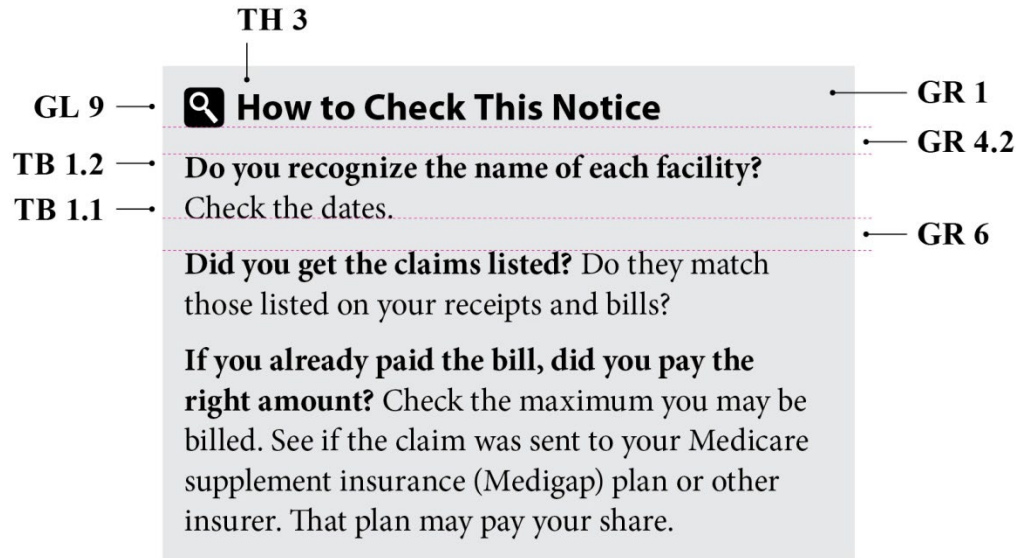 TH 3
GL 9
How to Check This Notice
GR 1
GR 4.2
TB 1.2
Do you recognize the name of each facility?
TB 1.1
Check the dates.
GR 6
Did you get the claims listed? Do they match
those listed on your receipts and bills?
If you already paid the bill, did you pay the
right amount? Check the maximum you may be
billed. See if the claim was sent to your Medicare
supplement insurance (Medigap) plan or other
insurer. That plan may pay your share.